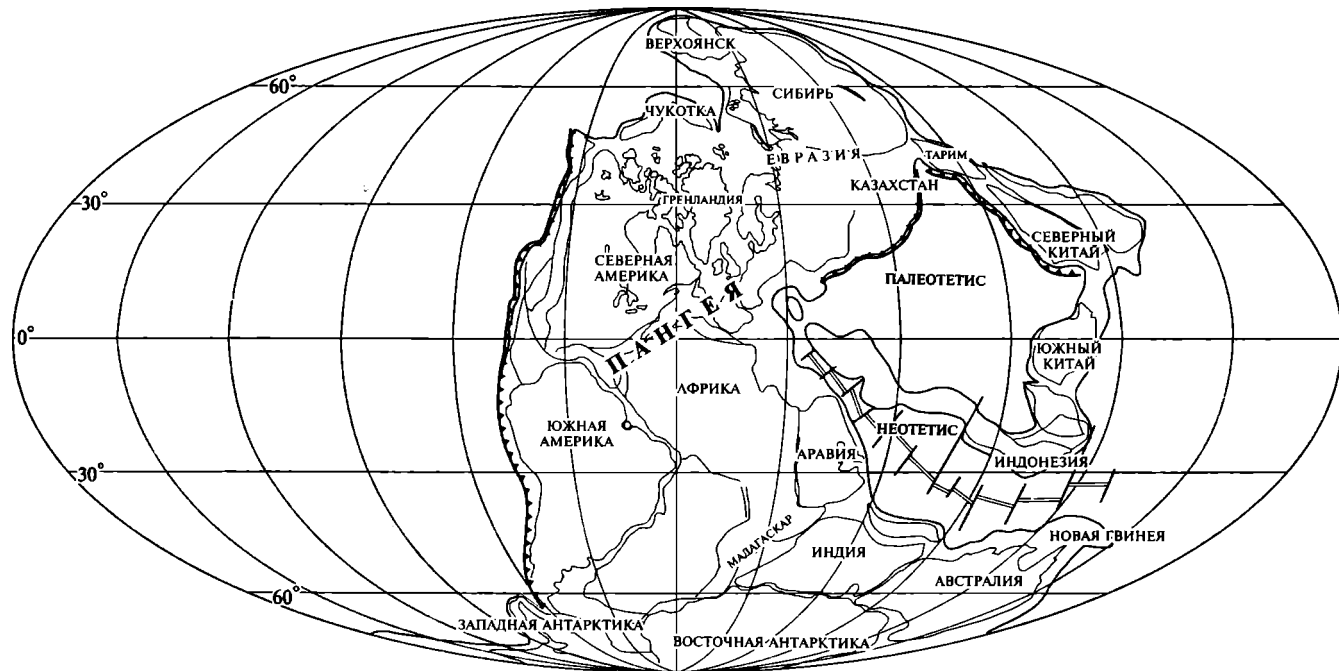 ВЕРХОЯНСК
60°
СИБИРЬ
ЧУКОТКА
ЕВРАЗИЯ
ТАРИМ
КАЗАХСТАН
30°
ГРЕНЛАНДИЯ
СЕВЕРНЫЙ
КИТАЙ
СЕВЕРНАЯ
АМЕРИКА
ПАЛЕОТЕТИС
ПАНГЕЯ
0°
ЮЖНЫЙ
КИТАЙ
АФРИКА
ЮЖНАЯ
АМЕРИКА
НЕОТЕТИС
АРАВИЯ
ИНДОНЕЗИЯ
30°
МАДАГАСКАР
НОВАЯ ГВИНЕЯ
ИНДИЯ
АВСТРАЛИЯ
60°
ЗАПАДНАЯ АНТАРКТИКА
ВОСТОЧНАЯ АНТАРКТИКА